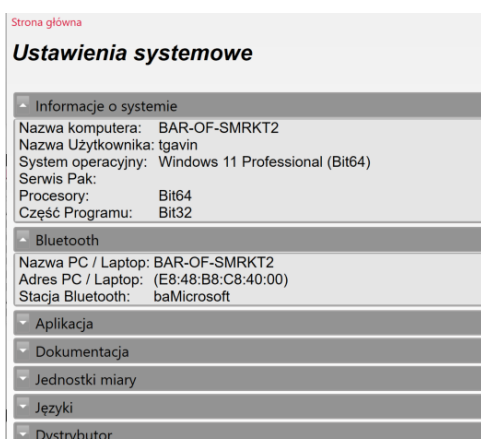 Strona główna
Ustawienia systemowe
Informacje o systemie
Nazwa komputera: BAR-OF-SMRKT2
Nazwa Użytkownika: tgavin
System operacyjny: Windows 11 Professional (Bit64)
Serwis Pak:
Procesory: Bit64
Część Programu: Bit32
Bluetooth
Nazwa PC / Laptop: BAR-OF-SMRKT2
Adres PC / Laptop: (E8:48:B8:C8:40:00)
Stacja Bluetooth: baMicrosoft
Aplikacja
Dokumentacja
Jednostki miary
Języki
Dystrybutor